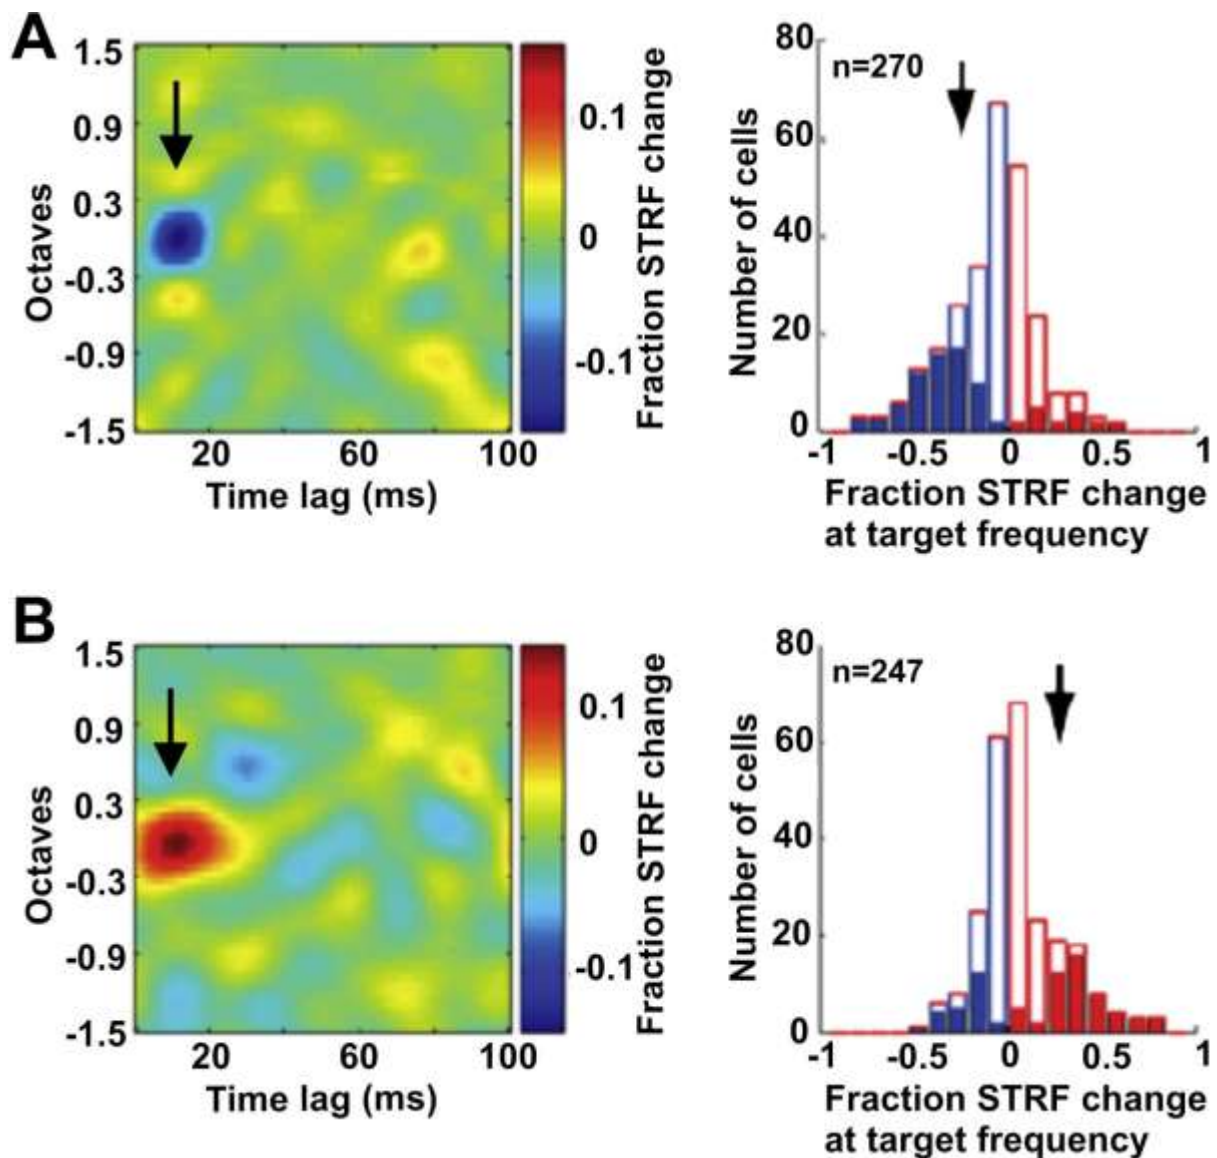 A
1.5
0.9
0.3
-0.3
-0.9
-1.5
Octaves
20 60 100
Time lag (ms)
0.1
0
-0.1
Fraction STRF change
80
60
40
20
0
Number of cells
n=270
-1 -0.5 0 0.5 1
Fraction STRF change
at target frequency
B
1.5
0.9
0.3
-0.3
-0.9
-1.5
Octaves
20 60 100
Time lag (ms)
0.1
0
-0.1
Fraction STRF change
80
60
40
20
0
Number of cells
n=247
-1 -0.5 0 0.5 1
Fraction STRF change
at target frequency